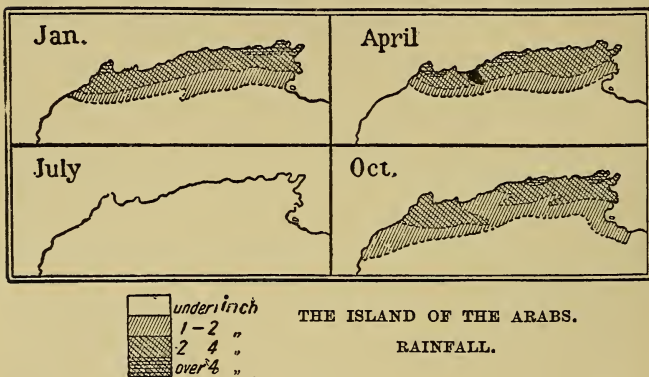 Jan.
April
July
Oct.
under 1 inch
1-2 „
2 4 „
over 4 „
THE ISLAND OF THE ARABS.
RAINFALL.